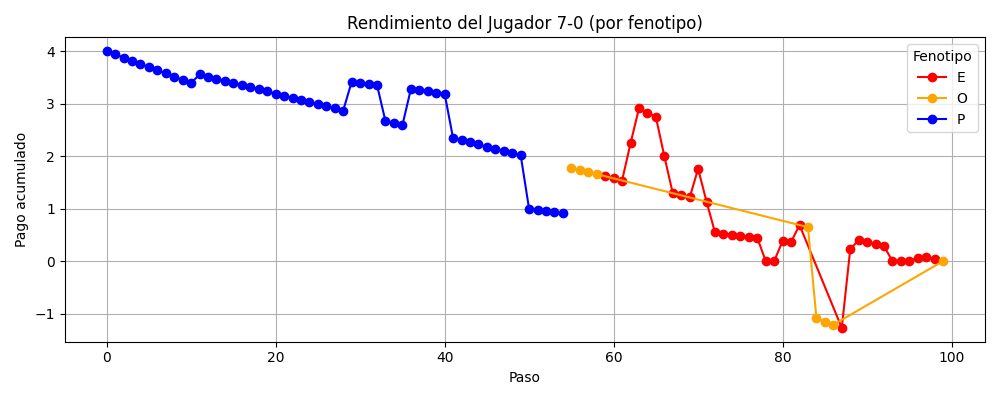 Rendimiento del Jugador 7-0 (por fenotipo)
Pago acumulado
4
3
2
1
0
−1
Fenotipo
E
O
P
0 20 40 60 80 100
Paso